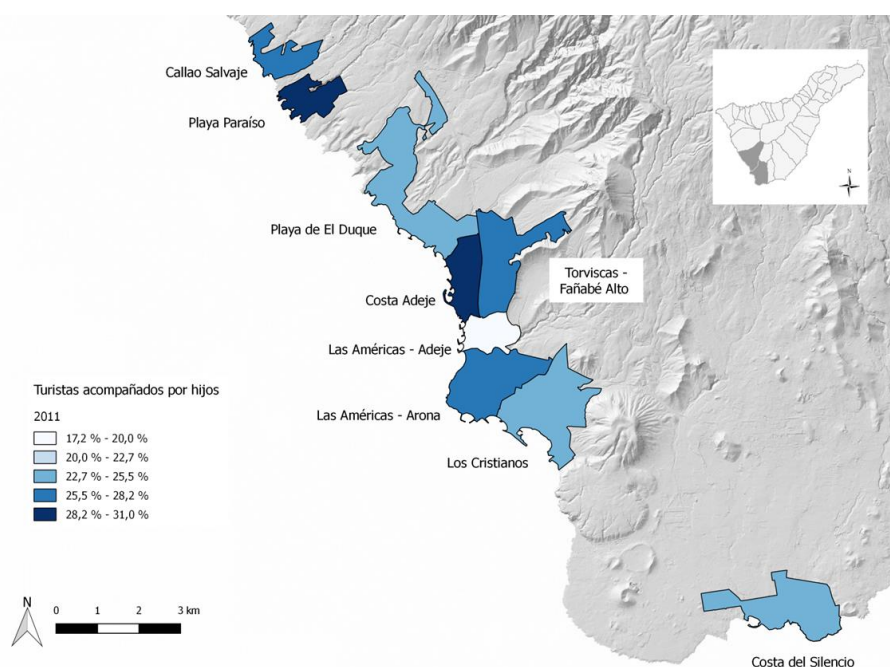 Callao Salvaje
Playa Paraíso
Playa de El Duque
Torviscas -
Fañabé Alto
Costa Adeje
Las Américas - Adeje
Las Américas - Arona
Los Cristianos
Costa del Silencio
Turistas acompañados por hijos
2011
17,2 % - 20,0 %
20,0 % - 22,7 %
22,7 % - 25,5 %
25,5 % - 28,2 %
28,2 % - 31,0 %
N
0 1 2 3 km
N